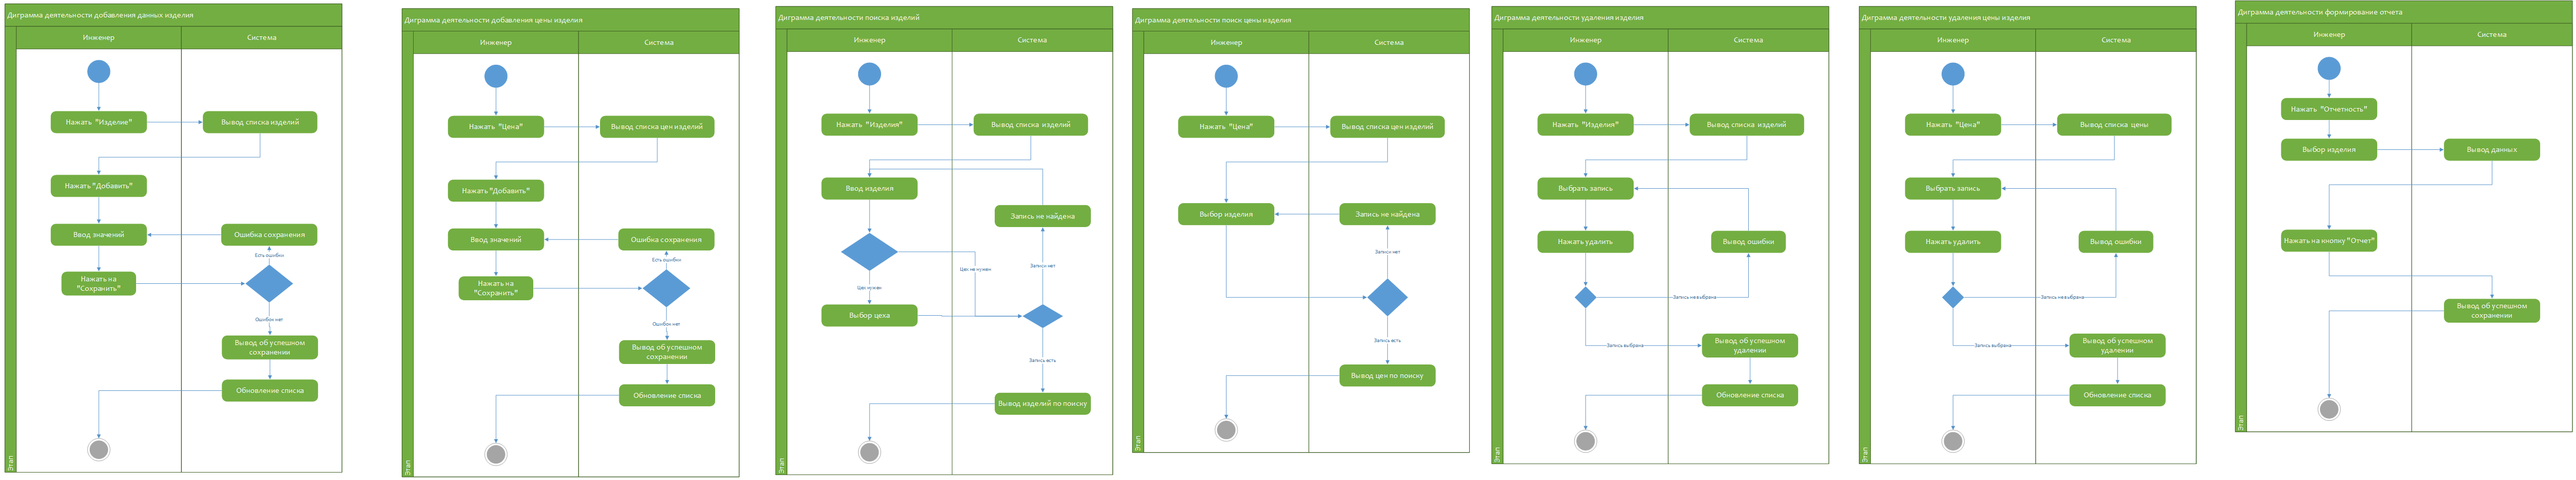 Диграмма деятельности добавления данных изделия
Инженер
Система
Нажать "Изделие"
Вывод списка изделий
Нажать "Добавить"
Ввод значений
Ошибка сохранения
Есть ошибки
Нажать на
"Сохранить"
Ошибок нет
Вывод об успешном
сохранении
Обновление списка
Этап
Диграмма деятельности добавления цены изделия
Инженер
Система
Нажать "Цена"
Вывод списка цен изделий
Нажать "Добавить"
Ввод значений
Ошибка сохранения
Есть ошибки
Нажать на
"Сохранить"
Ошибок нет
Вывод об успешном
сохранении
Обновление списка
Этап
Диграмма деятельности поиска изделий
Инженер
Система
Нажать "Изделия"
Вывод списка изделий
Ввод изделия
Запись не найдена
Цех не нужен
Записи нет
Цех нужен
Выбор цеха
Запись есть
Вывод изделий по поиску
Этап
Диграмма деятельности поиск цены изделия
Инженер
Система
Нажать "Цена"
Вывод списка цен изделий
Выбор изделия
Запись не найдена
Записи нет
Запись есть
Вывод цен по поиску
Этап
Диграмма деятельности удаления изделия
Инженер
Система
Нажать "Изделия"
Вывод списка изделий
Выбрать запись
Нажать удалить
Вывод ошибки
Запись не выбрана
Запись выбрана
Вывод об успешном
удалении
Обновление списка
Этап
Диграмма деятельности удаления цены изделия
Инженер
Система
Нажать "Цена"
Вывод списка цены
Выбрать запись
Нажать удалить
Вывод ошибки
Запись не выбрана
Запись выбрана
Вывод об успешном
удалении
Обновление списка
Этап
Диграмма деятельности формирование отчета
Инженер
Система
Нажать "Отчетность"
Выбор изделия
Вывод данных
Нажать на кнопку "Отчет"
Вывод об успешном
сохранении
Этап